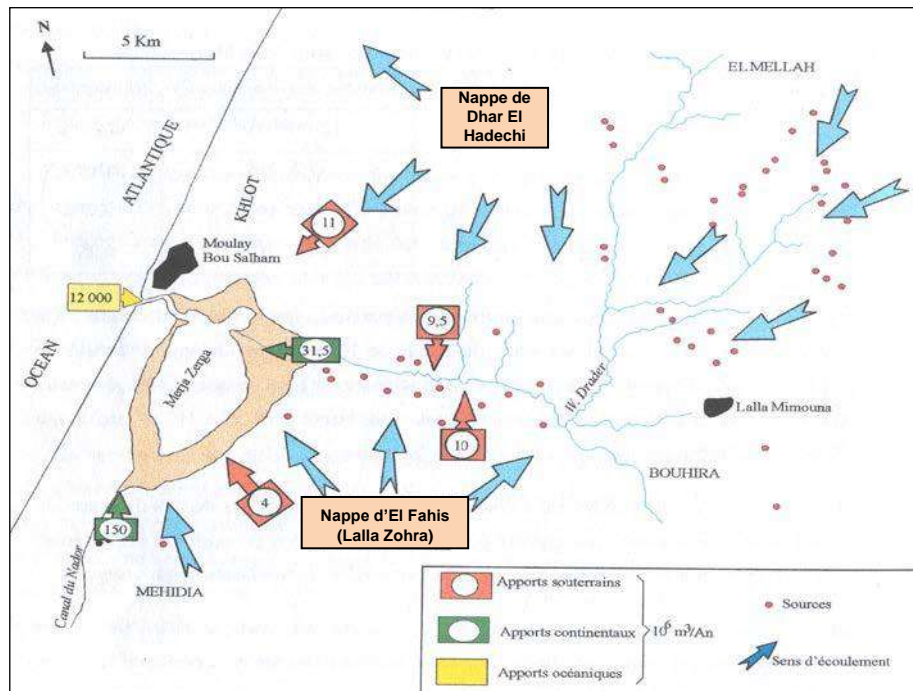 N
5 Km
EL MELLAH
Nappe de
Dhar El
Hadechi
ATLANTIQUE
KHLOT
11
Moulay
Bou Salham
12 000
9,5
OCEAN
31,5
Merja Zerga
W. Drader
Lalla Mimouna
10
BOUHIRA
4
Nappe d'El Fahis
(Lalla Zohra)
150
Canal du Nador
MEHIDIA
Apports souterrains
Sources
Apports continentaux
10⁶ m³/An
Sens d'écoulement
Apports océaniques